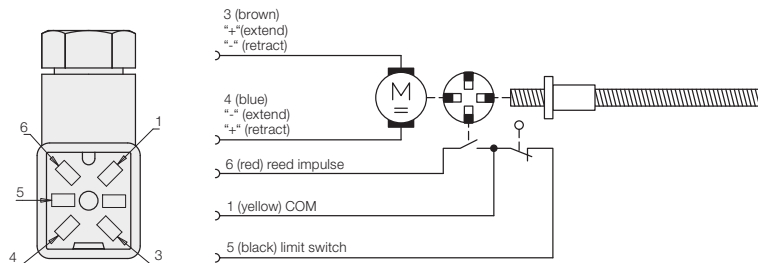 3 (brown)
"+"(extend)
"-" (retract)
4 (blue)
"-" (extend)
"+" (retract)
6 (red) reed impulse
1 (yellow) COM
5 (black) limit switch
M
6
1
5
4
3